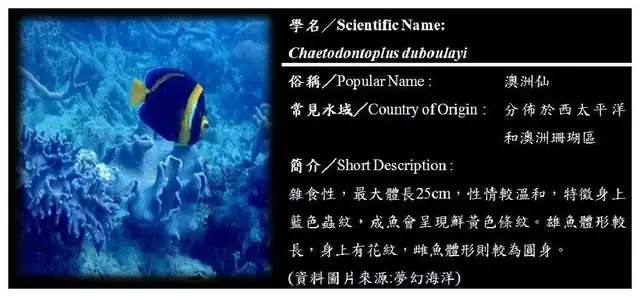 學名／Scientific Name:
Chaetodontoplus duboulayi
俗稱／Popular Name : 澳洲仙
常見水域／Country of Origin : 分佈於西太平洋
和澳洲珊瑚區
簡介／Short Description :
雜食性，最大體長25cm，性情較溫和，特徵身上
藍色蟲紋，成魚會呈現鮮黃色條紋。雄魚體形較
長，身上有花紋，雌魚體形則較為圓身。
(資料圖片來源:夢幻海洋)